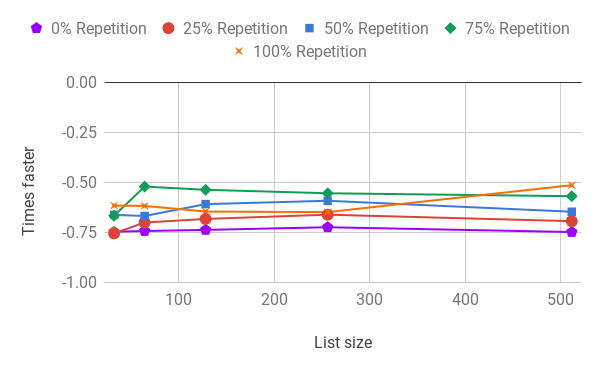 0% Repetition 25% Repetition 50% Repetition 75% Repetition
100% Repetition
0.00
-0.25
-0.50
-0.75
-1.00
Tiimes faster
100 200 300 400 500
List size